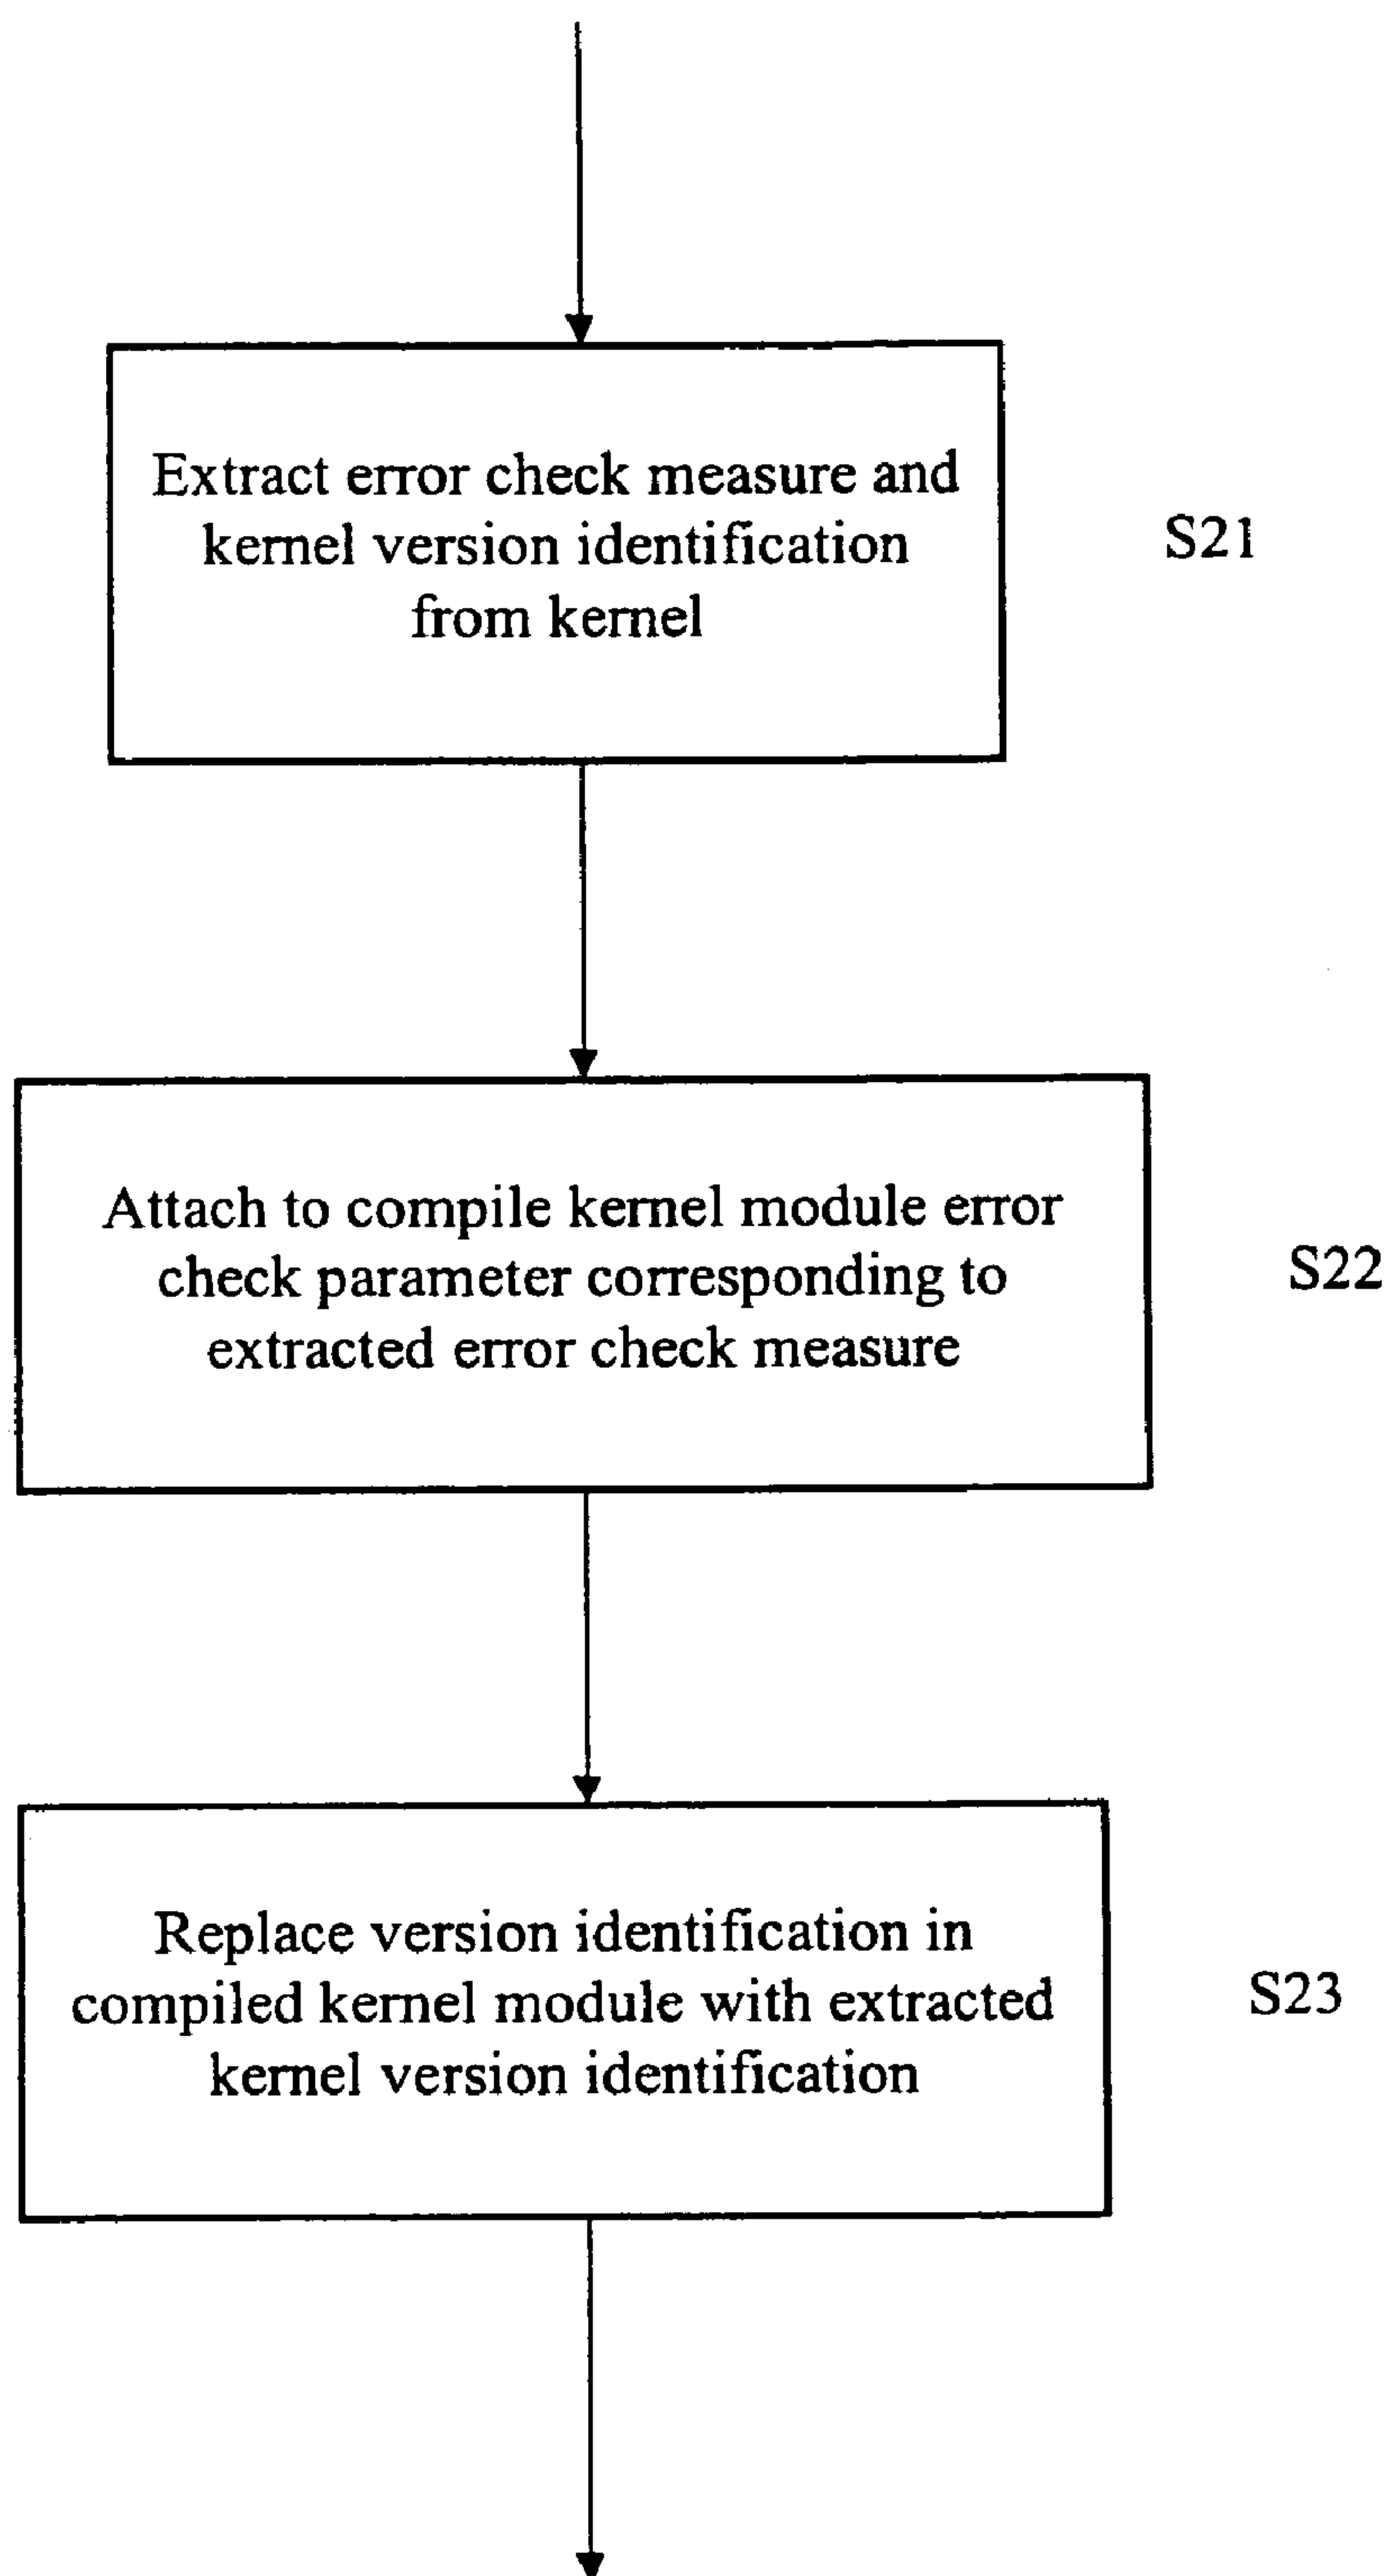 Extract error check measure and
kernel version identification
from kernel
S21
Attach to compile kernel module error
check parameter corresponding to
extracted error check measure
S22
Replace version identification in
compiled kernel module with extracted
kernel version identification
S23